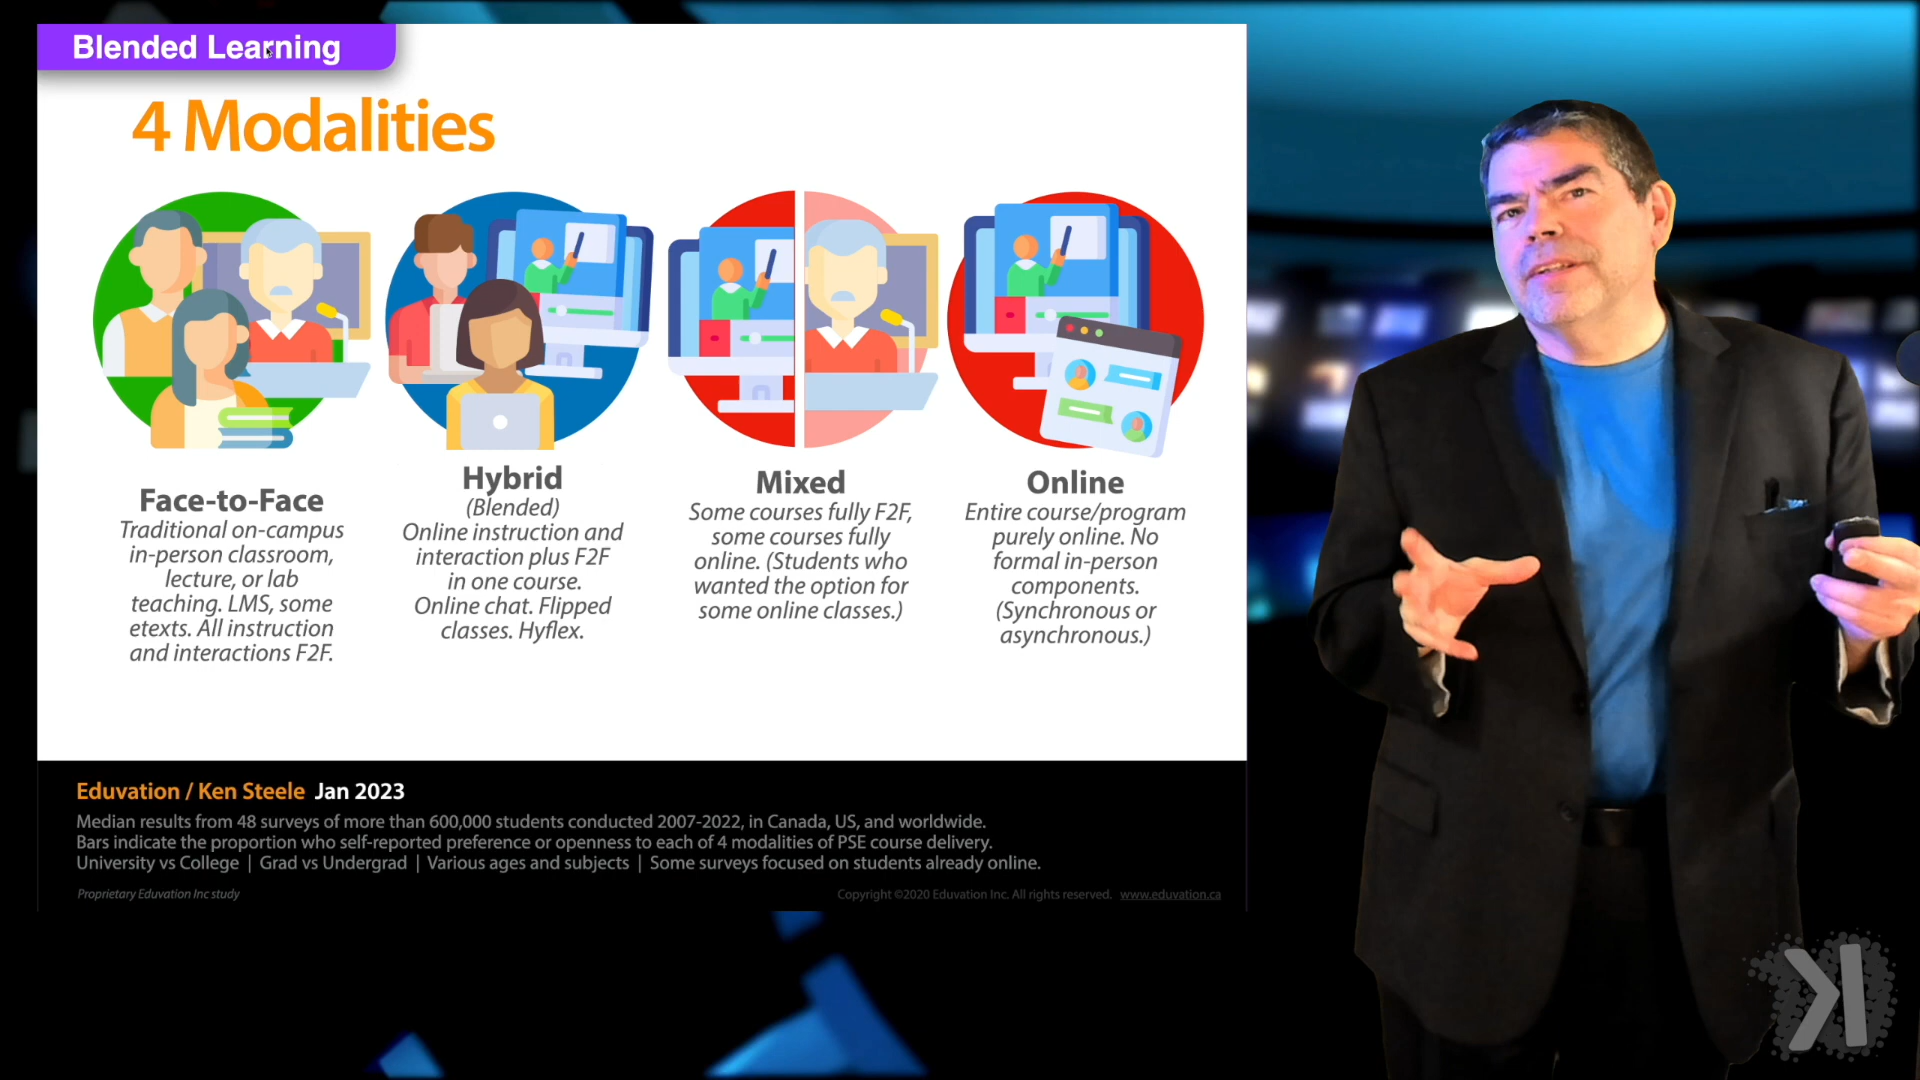 Blended Learning
4 Modalities
Face-to-Face
Traditional on-campus
in-person classroom,
lecture, or lab
teaching. LMS, some
etexts. All instruction
and interactions F2F.
Hybrid
(Blended)
Online instruction and
interaction plus F2F
in one course.
Online chat. Flipped
classes. Hyflex.
Mixed
Some courses fully F2F,
some courses fully
online. (Students who
wanted the option for
some online classes.)
Online
Entire course/program
purely online. No
formal in-person
components.
(Synchronous or
asynchronous.)
Eduvation / Ken Steele Jan 2023
Median results from 48 surveys of more than 600,000 students conducted 2007-2022, in Canada, US, and worldwide.
Bars indicate the proportion who self-reported preference or openness to each of 4 modalities of PSE course delivery.
University vs College | Grad vs Undergrad | Various ages and subjects | Some surveys focused on students already online.
Proprietary Eduvation Inc study
Copyright ©2020 Eduvation Inc. All rights reserved. www.eduvation.ca